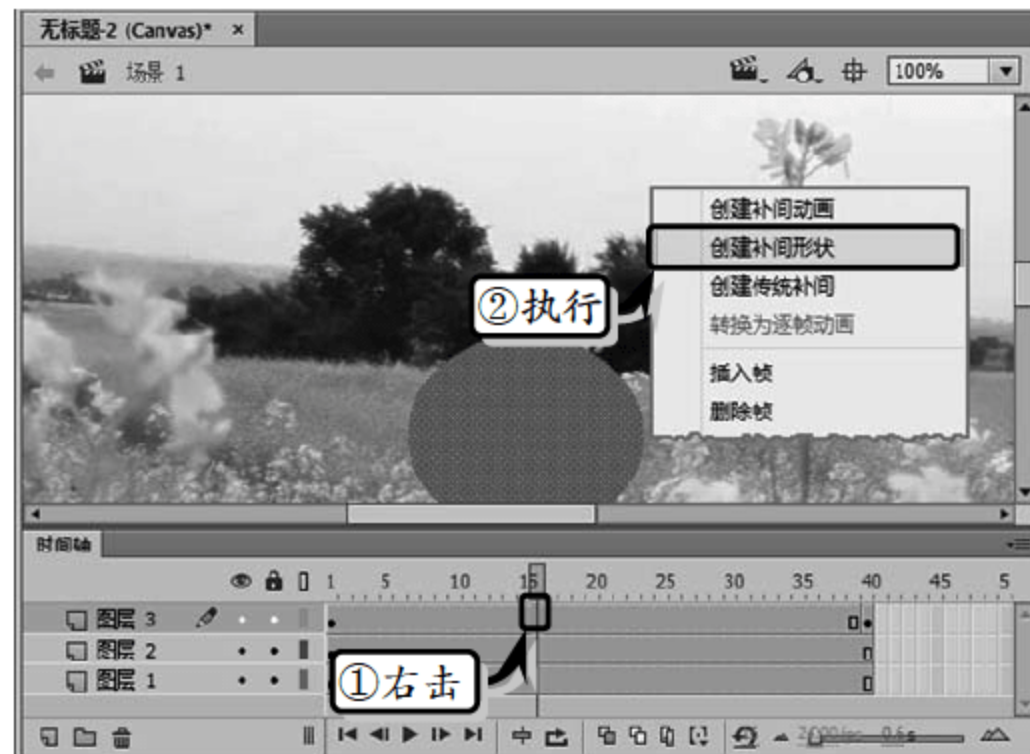 无标题-2 (Canvas)* ×
场景 1
100%
创建补间动画
创建补间形状
创建传统补间
转换为逐帧动画
插入帧
删除帧
②执行
时间轴
1 5 10 15 20 25 30 35 40 45 5
图层 3
图层 2
图层 1
①右击